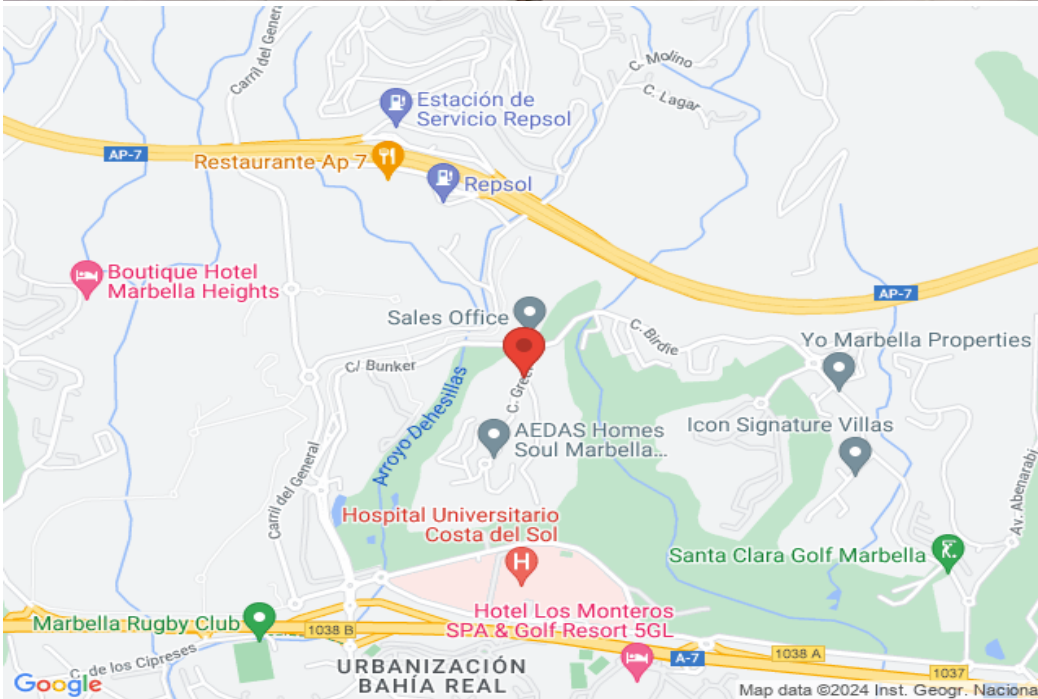 Carril del Gener
C. Molino
C. Lagar
Estación de
Servicio Repsol
AP-7
Restaurante Ap 7
Repsol
Boutique Hotel
Marbella Heights
AP-7
Sales Office
C. Birdie
Yo Marbella Properties
C/ Bunker
C. Gree
Arroyo Dehesillas
AEDAS Homes
Soul Marbella...
Icon Signature Villas
Carril del General
Av. Abenarabi
Hospital Universitario
Costa del Sol
Santa Clara Golf Marbella
Marbella Rugby Club
1038 B
Hotel Los Monteros
SPA & Golf Resort 5GL
C. de los Cipreses
A-7
1038 A
1037
URBANIZACIÓN
BAHÍA REAL
Google
Map data ©2024 Inst. Geogr. Naciona